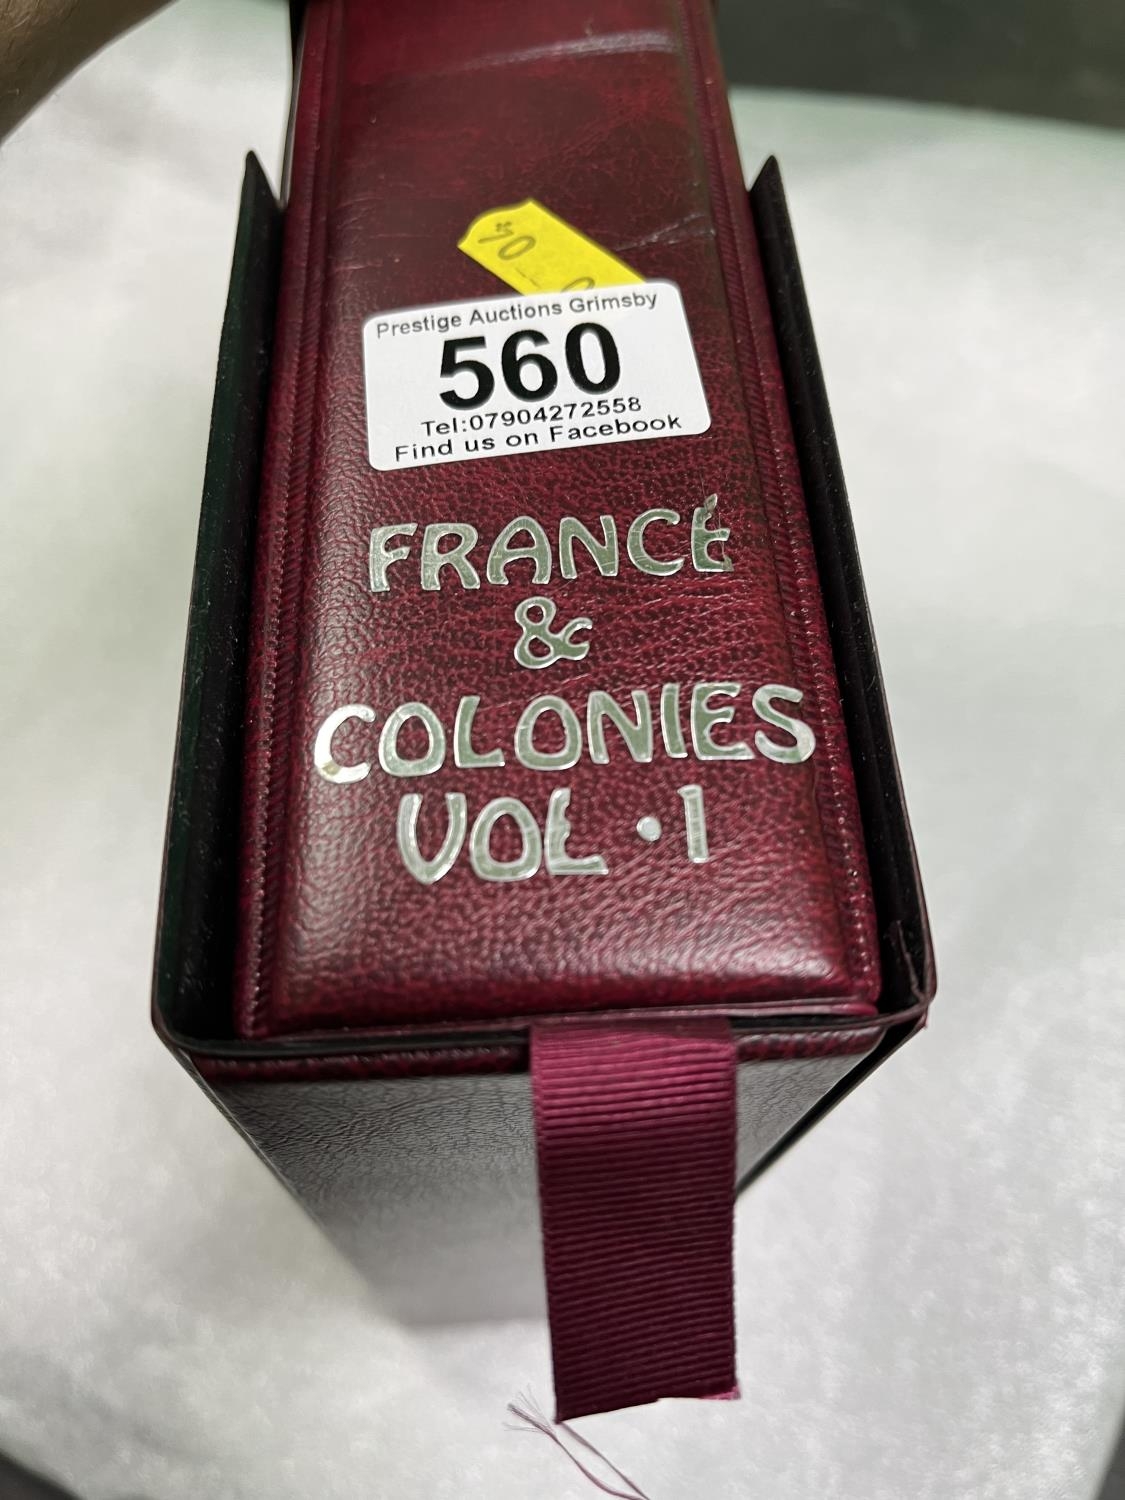 Prestige Auctions Grimsby
560
Tel:07904272558
Find us on Facebook
FRANCE
&
COLONIES
VOL·1